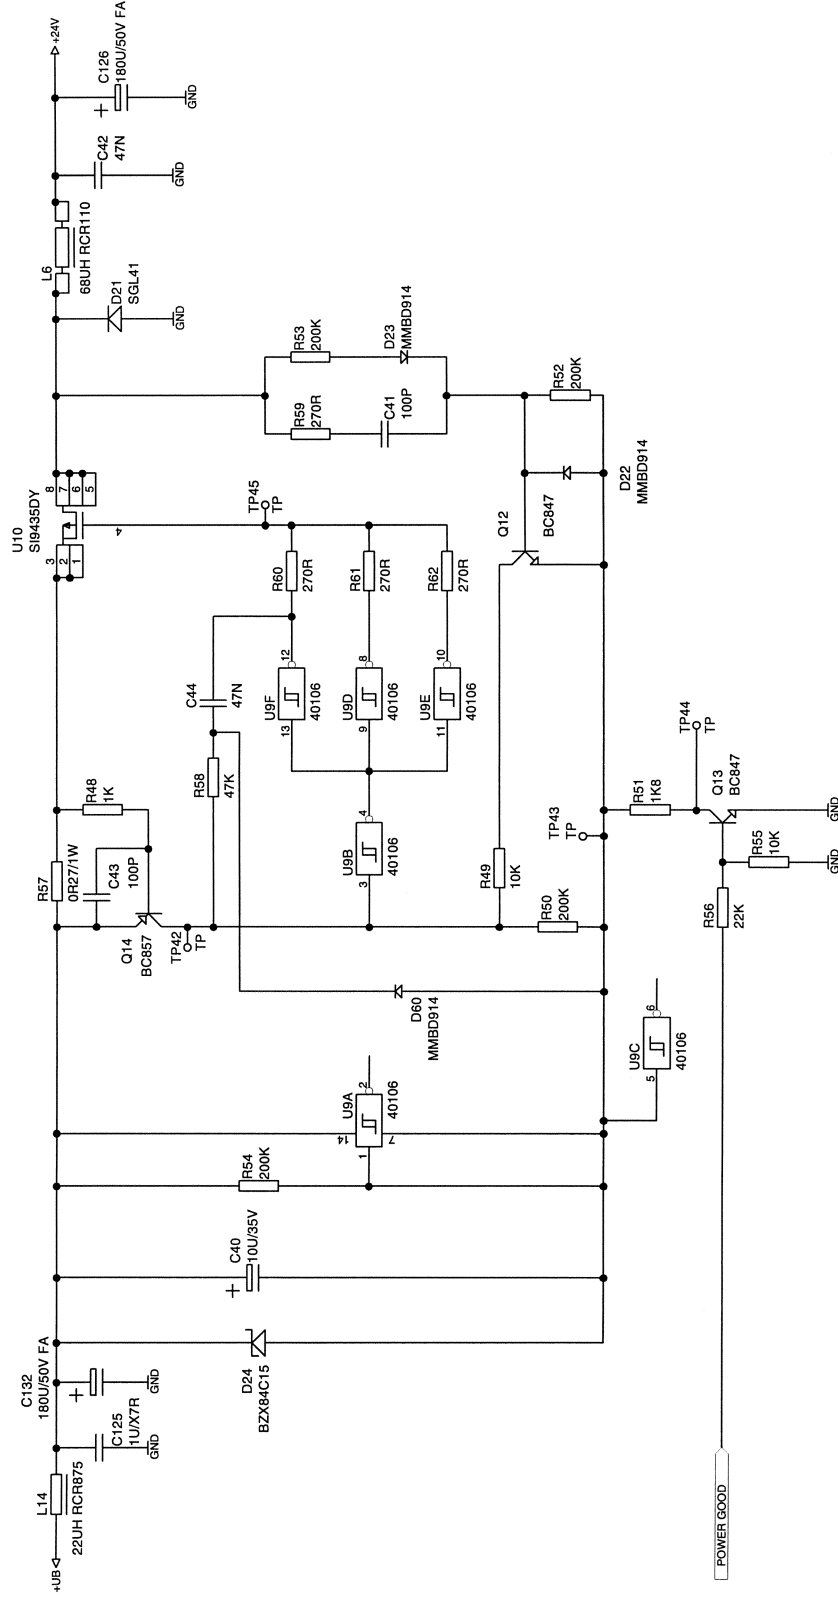 +UB
L14
22UH RCR875
C125
1U/X7R
GND
C132
180U/50V FA
GND
D24
BZX84C15
C40
10U/35V
R54
200K
U9A
40106
1
2
14
7
U9C
40106
5
6
D60
MMBD914
R57
0R27/1W
C43
100P
Q14
BC857
R48
1K
TP42
TP
R58
47K
C44
47N
U9B
40106
3
4
R49
10K
R50
200K
TP43
TP
U9F
40106
13
12
U9D
40106
9
8
U9E
40106
11
10
R60
270R
R61
270R
R62
270R
TP45
TP
U10
SI9435DY
3
2
1
4
8
7
6
5
Q12
BC847
D22
MMBD914
R52
200K
R59
270R
C41
100P
R53
200K
D23
MMBD914
D21
SGL41
GND
L6
68UH RCR110
C42
47N
GND
C126
180U/50V FA
GND
+24V
R51
1K8
TP44
TP
Q13
BC847
GND
R55
10K
GND
R56
22K
POWER GOOD